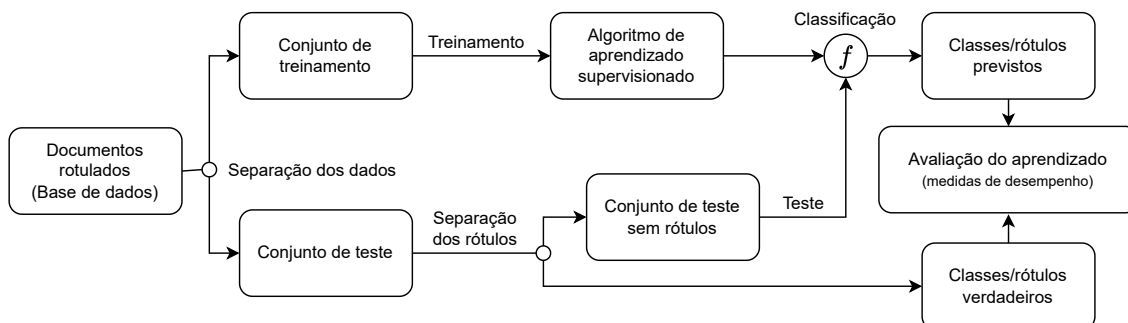 Documentos
rotulados
(Base de dados)
Separação dos dados
Conjunto de
treinamento
Treinamento
Algoritmo de
aprendizado
supervisionado
Classificação
f
Classes/rótulos
previstos
Conjunto de teste
Separação
dos rótulos
Conjunto de teste
sem rótulos
Teste
Avaliação do aprendizado
(medidas de desempenho)
Classes/rótulos
verdadeiros